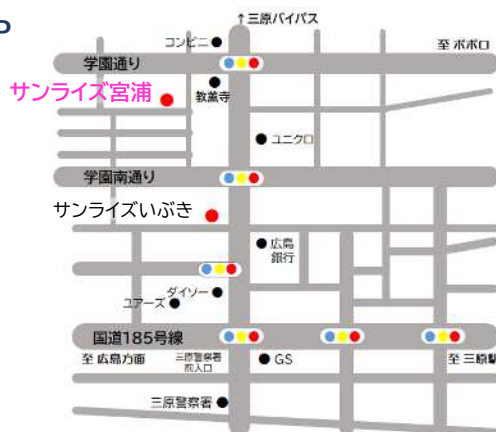 P
↑三原バイパス
コンビニ
至 ポポロ
学園通り
サンライズ宮浦
教薫寺
ユニクロ
学園南通り
サンライズいぶき
広島
銀行
ダイソー
ユアーズ
国道185号線
至 広島方面
三原警察署
前入口
GS
至 三原駅
三原警察署